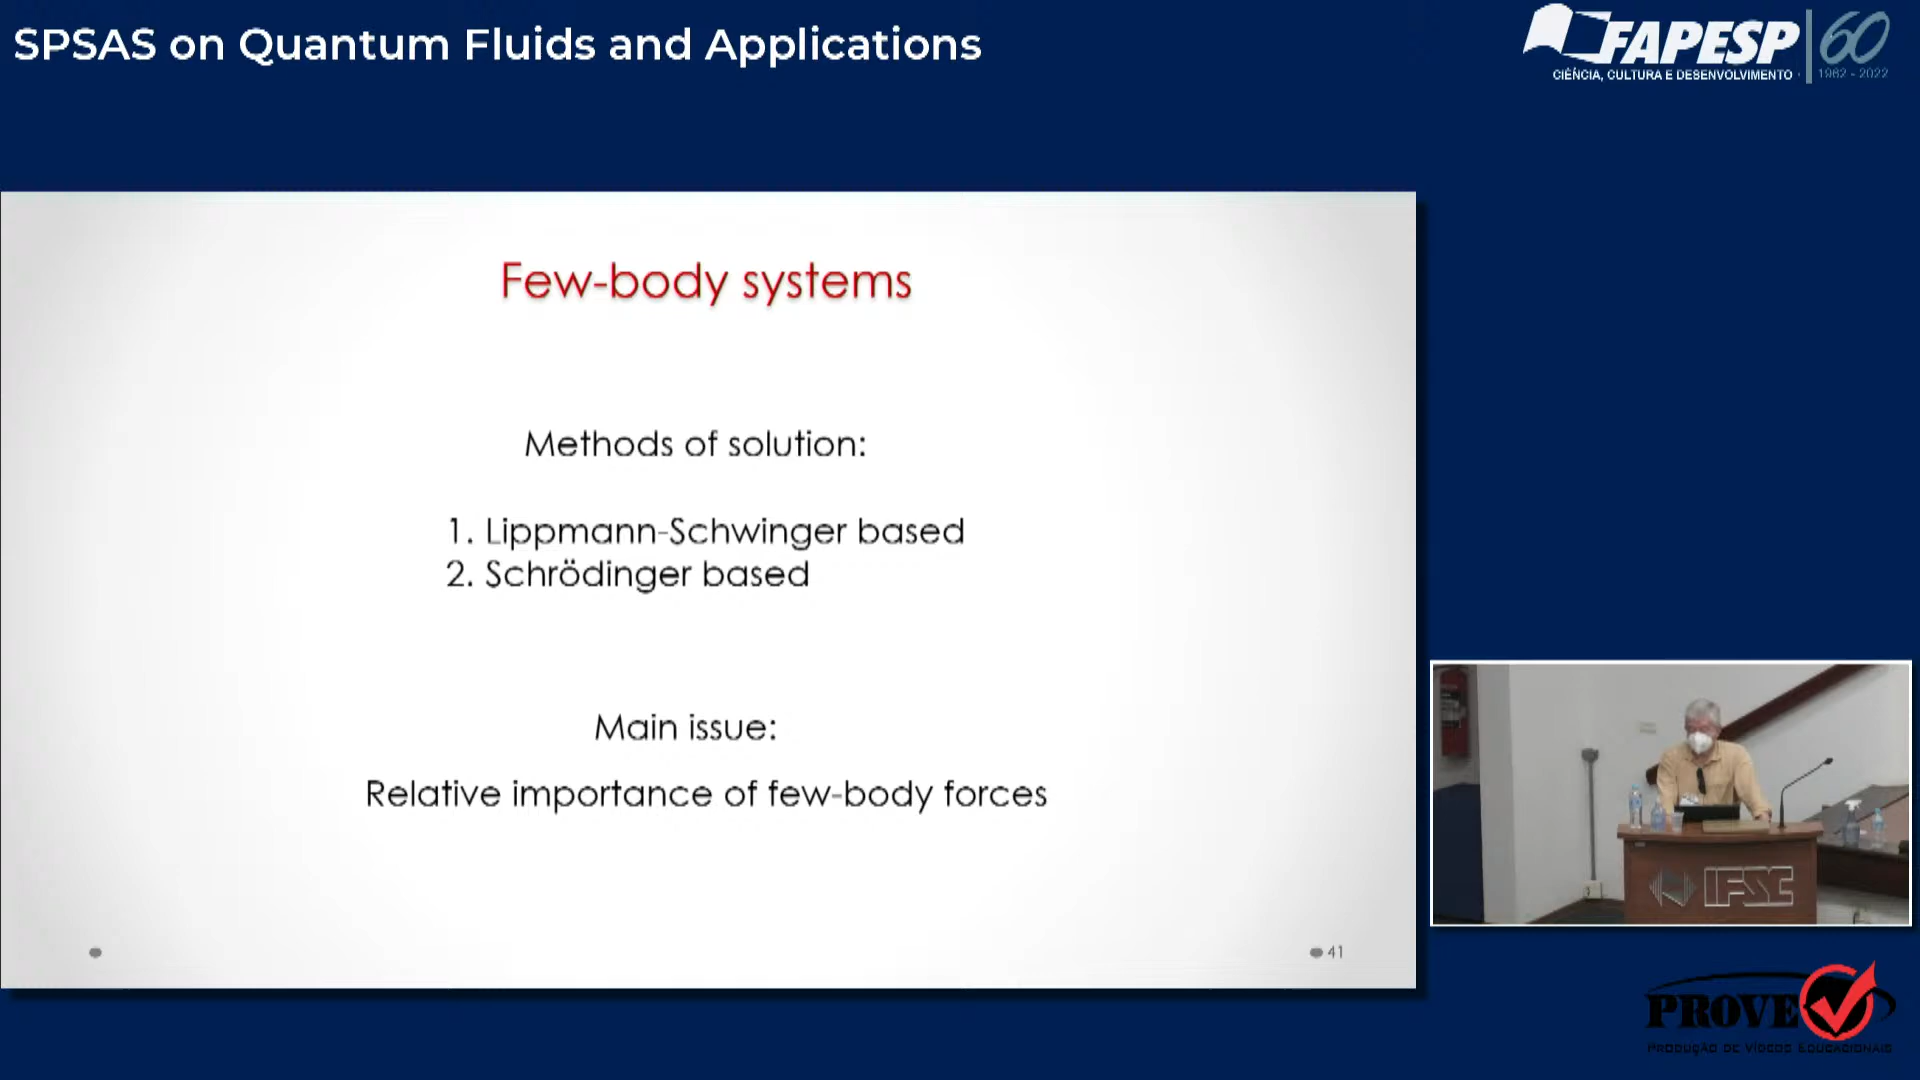 SPSAS on Quantum Fluids and Applications
FAPESP 60
CIÊNCIA, CULTURA E DESENVOLVIMENTO
1962 - 2022
Few-body systems
Methods of solution:
1. Lippmann-Schwinger based
2. Schrödinger based
Main issue:
Relative importance of few-body forces
41
IFSC
PROVE
PRODUÇÃO DE VÍDEOS EDUCACIONAIS